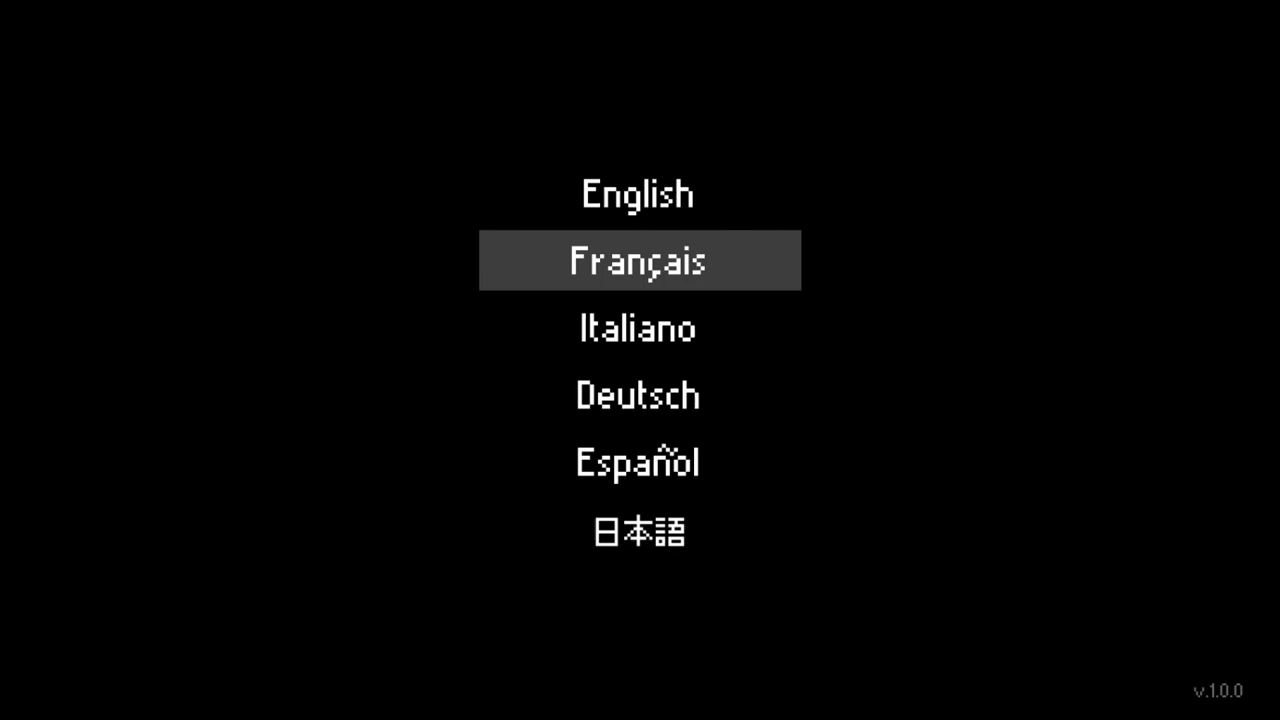 English
Français
Italiano
Deutsch
Español
日本語
v.1.0.0